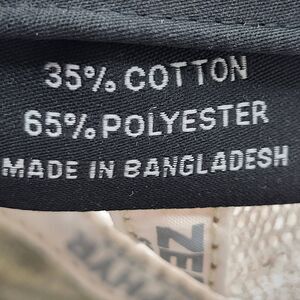 35% COTTON
65% POLYESTER
MADE IN BANGLADESH